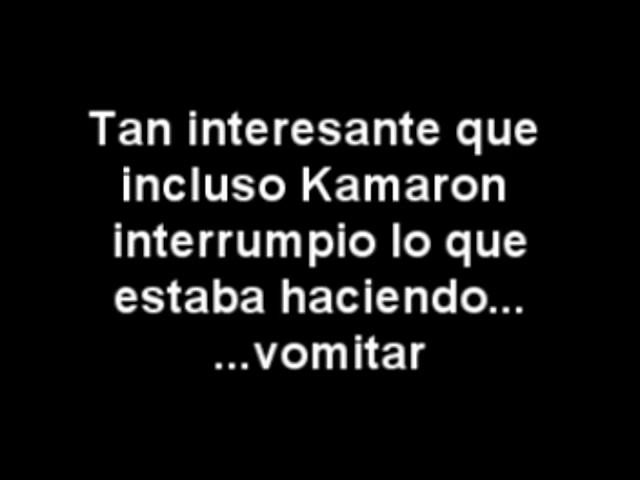 Tan interesante que
incluso Kamaron
interrumpio lo que
estaba haciendo...
...vomitar